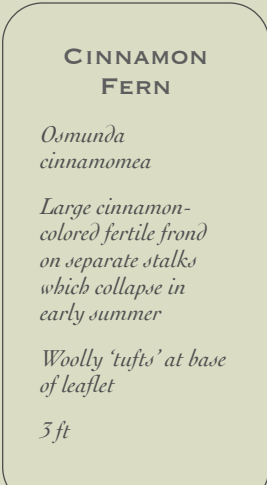 CINNAMON
FERN
Osmunda
cinnamomea
Large cinnamon-
colored fertile frond
on separate stalks
which collapse in
early summer
Woolly ‘tufts’ at base
of leaflet
3 ft